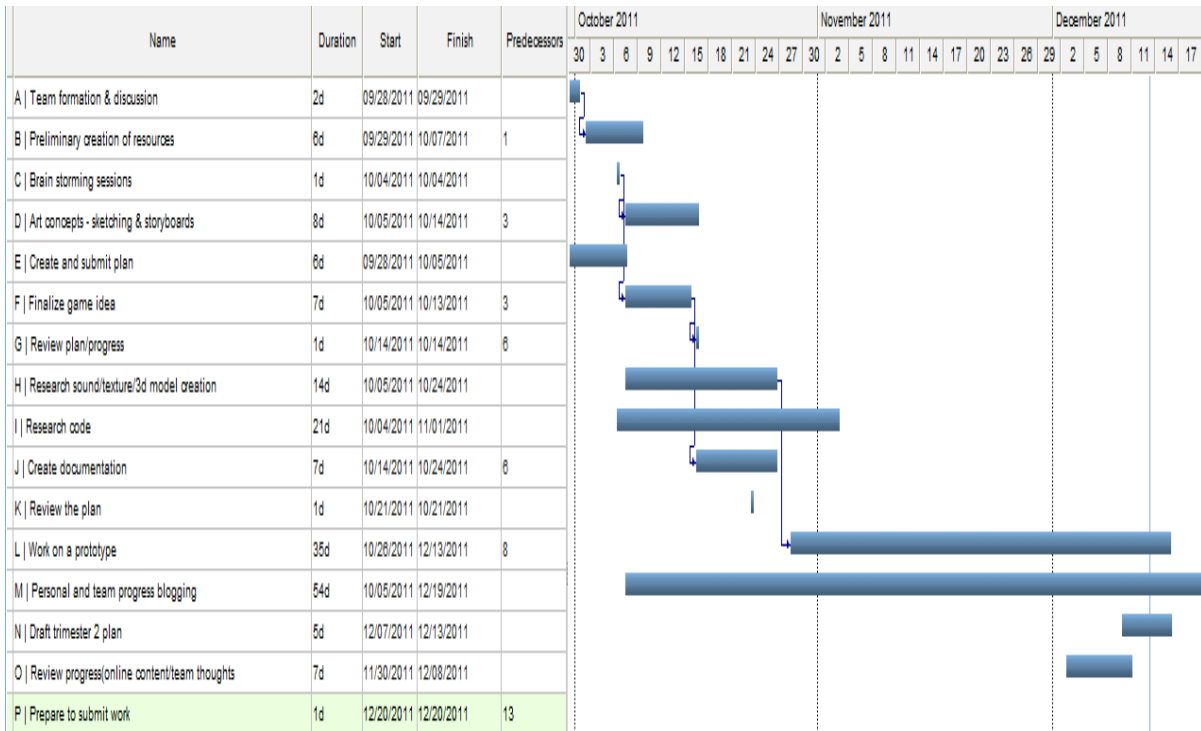 October 2011 November 2011 December 2011
Name Duration Start Finish Predecessors
30 3 6 9 12 15 18 21 24 27 30 2 5 8 11 14 17 20 23 26 29 2 5 8 11 14 17
A | Team formation & discussion 2d 09/28/2011 09/29/2011
B | Preliminary creation of resources 6d 09/29/2011 10/07/2011 1
C | Brain storming sessions 1d 10/04/2011 10/04/2011
D | Art concepts - sketching & storyboards 8d 10/05/2011 10/14/2011 3
E | Create and submit plan 6d 09/28/2011 10/05/2011
F | Finalize game idea 7d 10/05/2011 10/13/2011 3
G | Review plan/progress 1d 10/14/2011 10/14/2011 6
H | Research sound/texture/3d model creation 14d 10/05/2011 10/24/2011
I | Research code 21d 10/04/2011 11/01/2011
J | Create documentation 7d 10/14/2011 10/24/2011 6
K | Review the plan 1d 10/21/2011 10/21/2011
L | Work on a prototype 35d 10/26/2011 12/13/2011 8
M | Personal and team progress blogging 54d 10/05/2011 12/19/2011
N | Draft trimester 2 plan 5d 12/07/2011 12/13/2011
O | Review progress(online content/team thoughts 7d 11/30/2011 12/08/2011
P | Prepare to submit work 1d 12/20/2011 12/20/2011 13